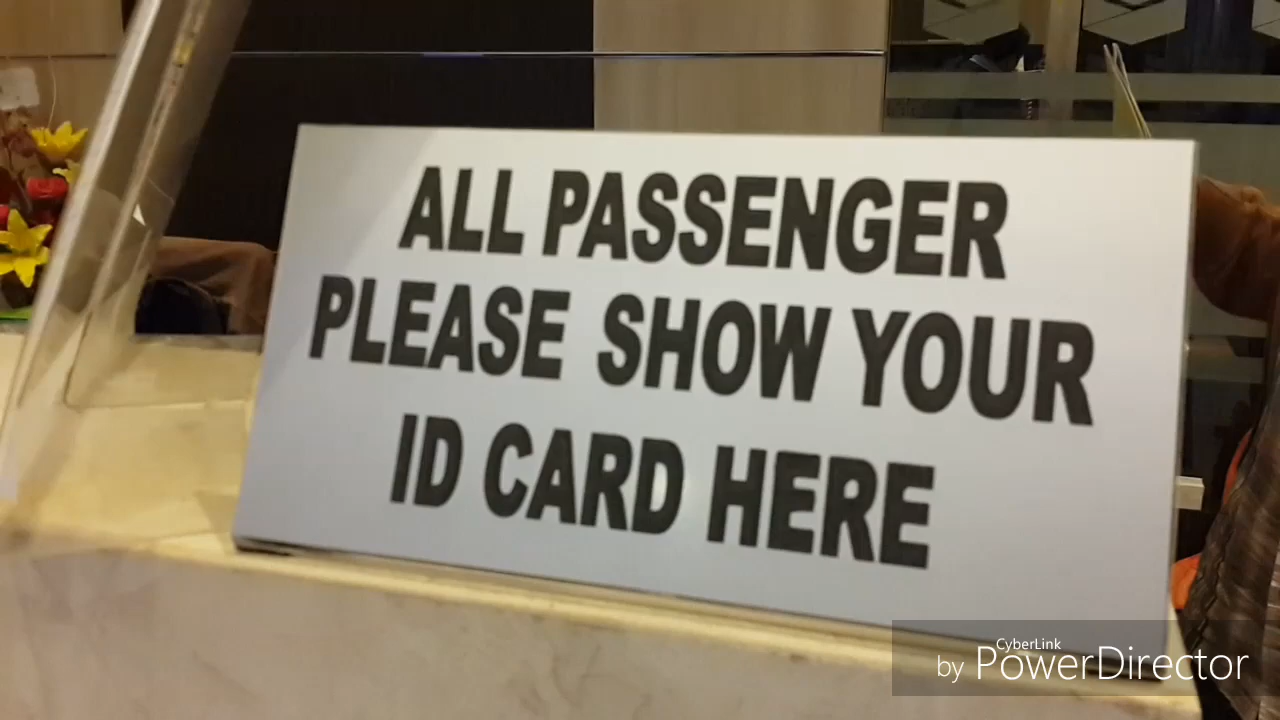 ALL PASSENGER
PLEASE SHOW YOUR
ID CARD HERE
CyberLink
by PowerDirector